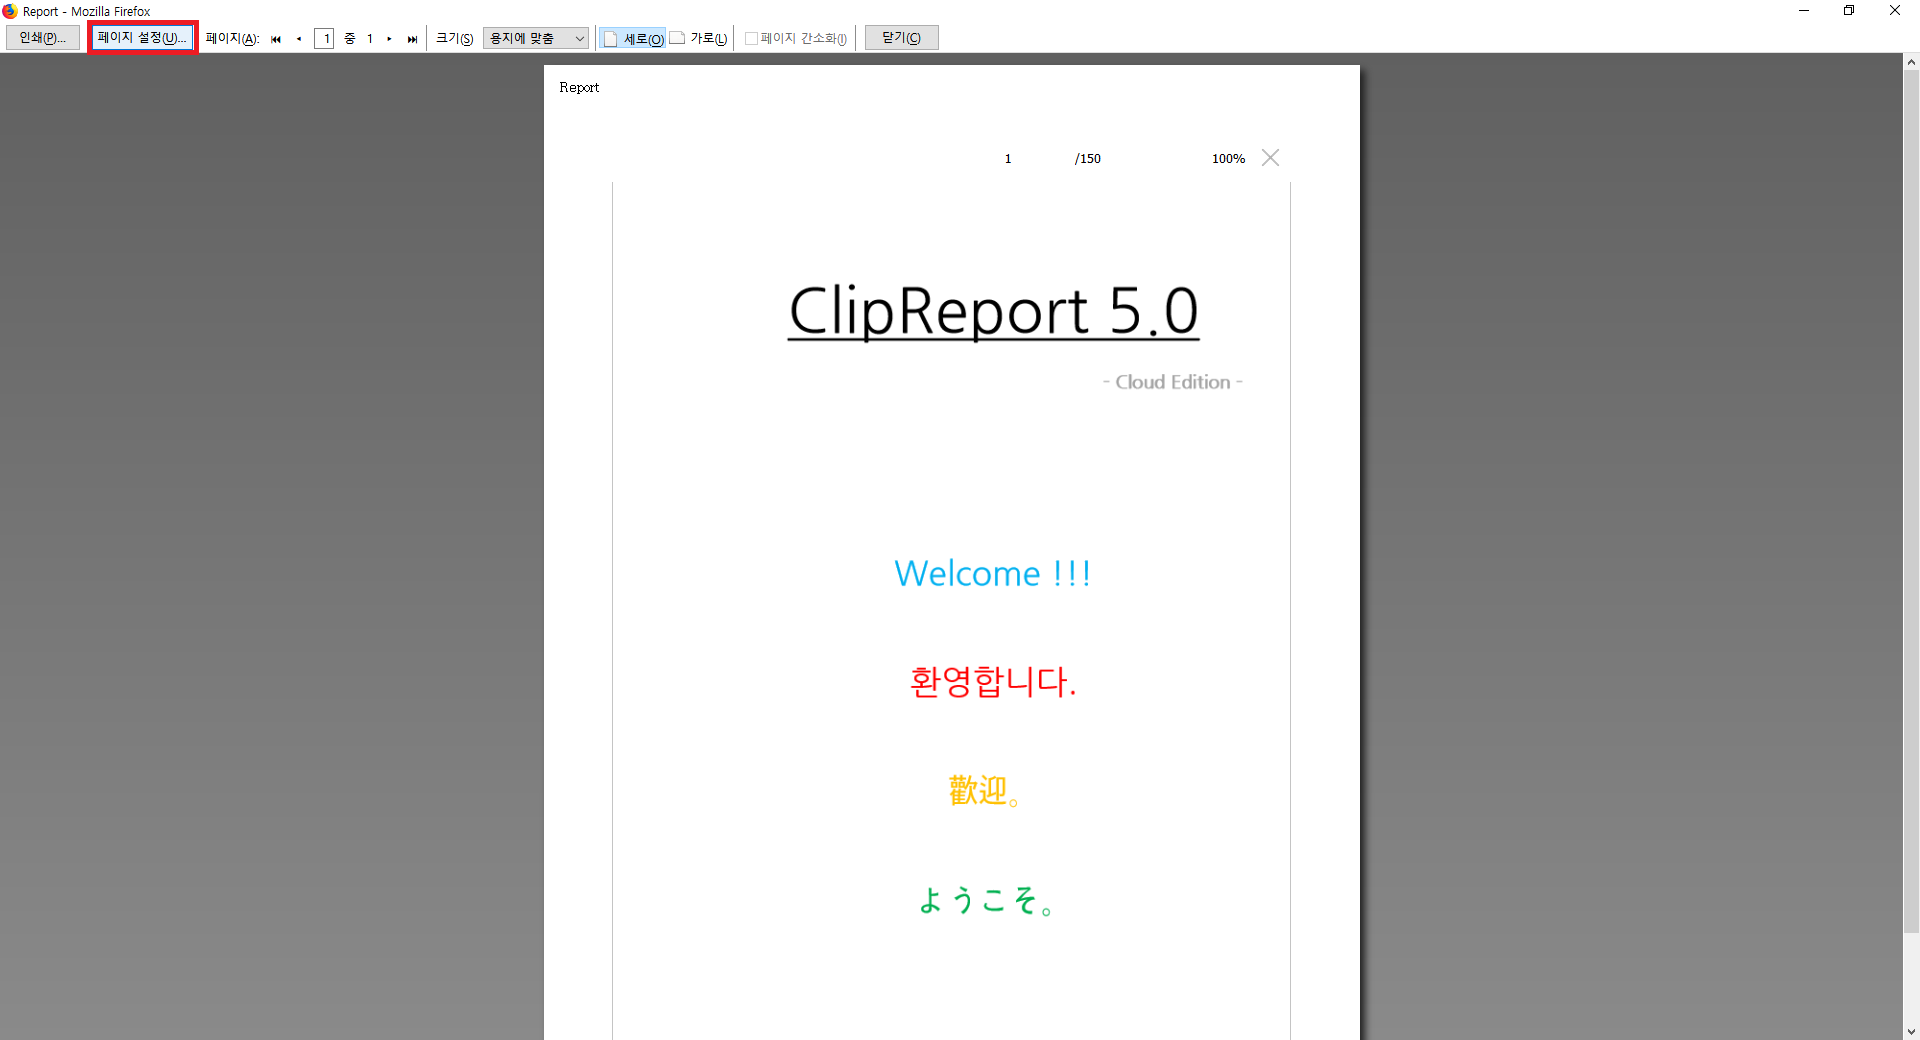 Report - Mozilla Firefox
인쇄(P)... 페이지 설정(U)... 페이지(A): 1 중 1 크기(S) 용지에 맞춤 세로(O) 가로(L) 페이지 간소화(I) 닫기(C)
Report
1 /150 100%
ClipReport 5.0
- Cloud Edition -
Welcome !!!
환영합니다.
歡迎。
ようこそ。